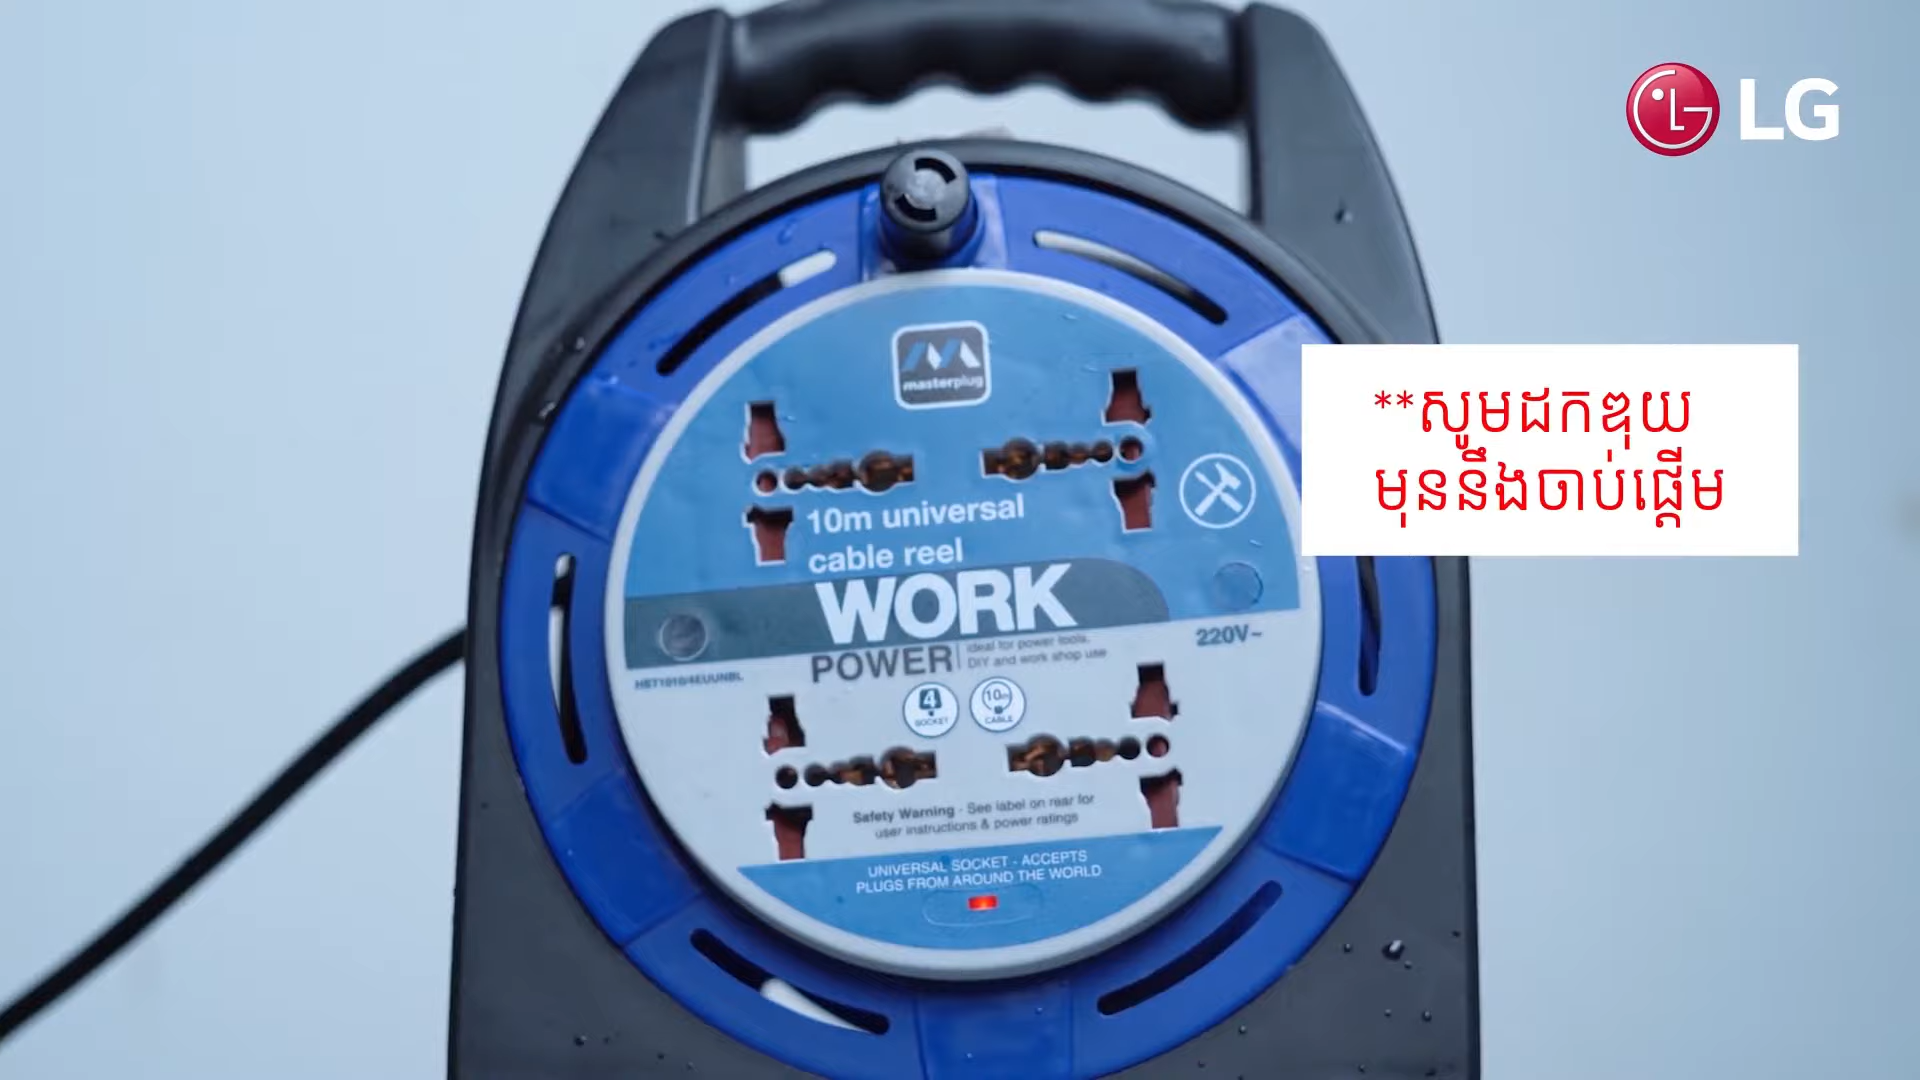 LG
masterplug
**សូមដកឌុយ
មុននឹងចាប់ផ្តើម
10m universal
cable reel
WORK
POWER
ideal for power tools,
DIY and work shop use
220V~
4
SOCKET
10m
CABLE
Safety Warning - See label on rear for
user instructions & power ratings
UNIVERSAL SOCKET - ACCEPTS
PLUGS FROM AROUND THE WORLD